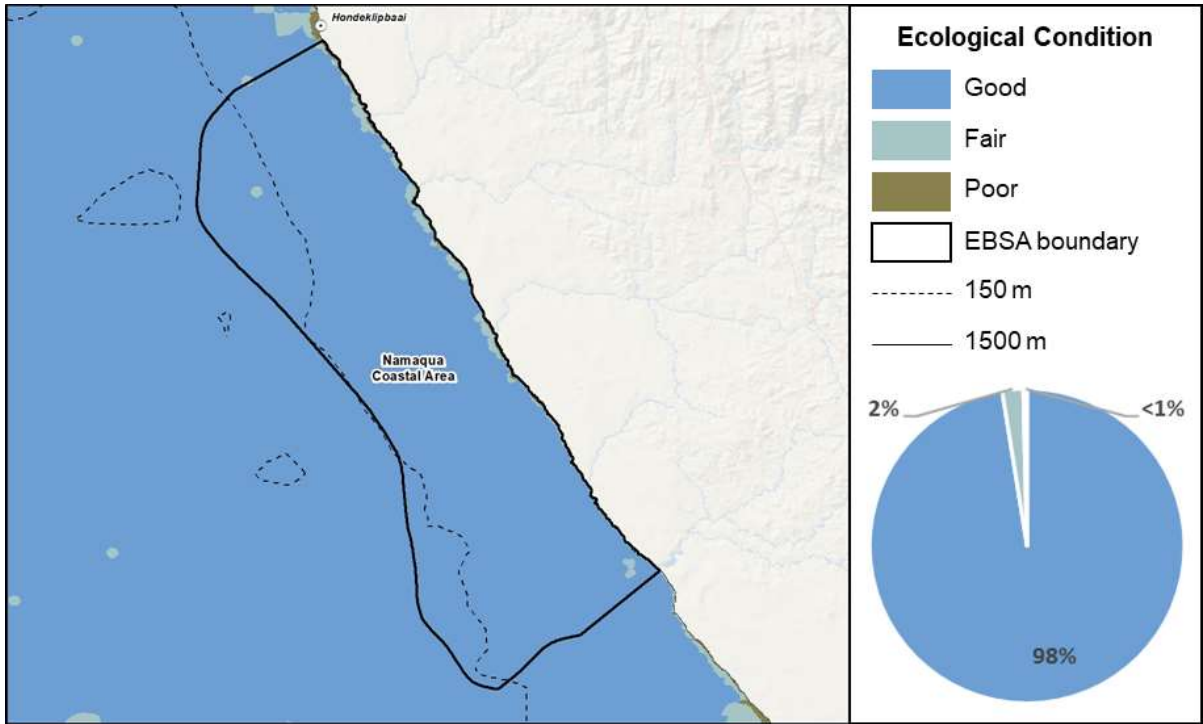 Hondeklipbaai
Namaqua
Coastal Area
Ecological Condition
Good
Fair
Poor
EBSA boundary
150 m
1500 m
2%
<1%
98%